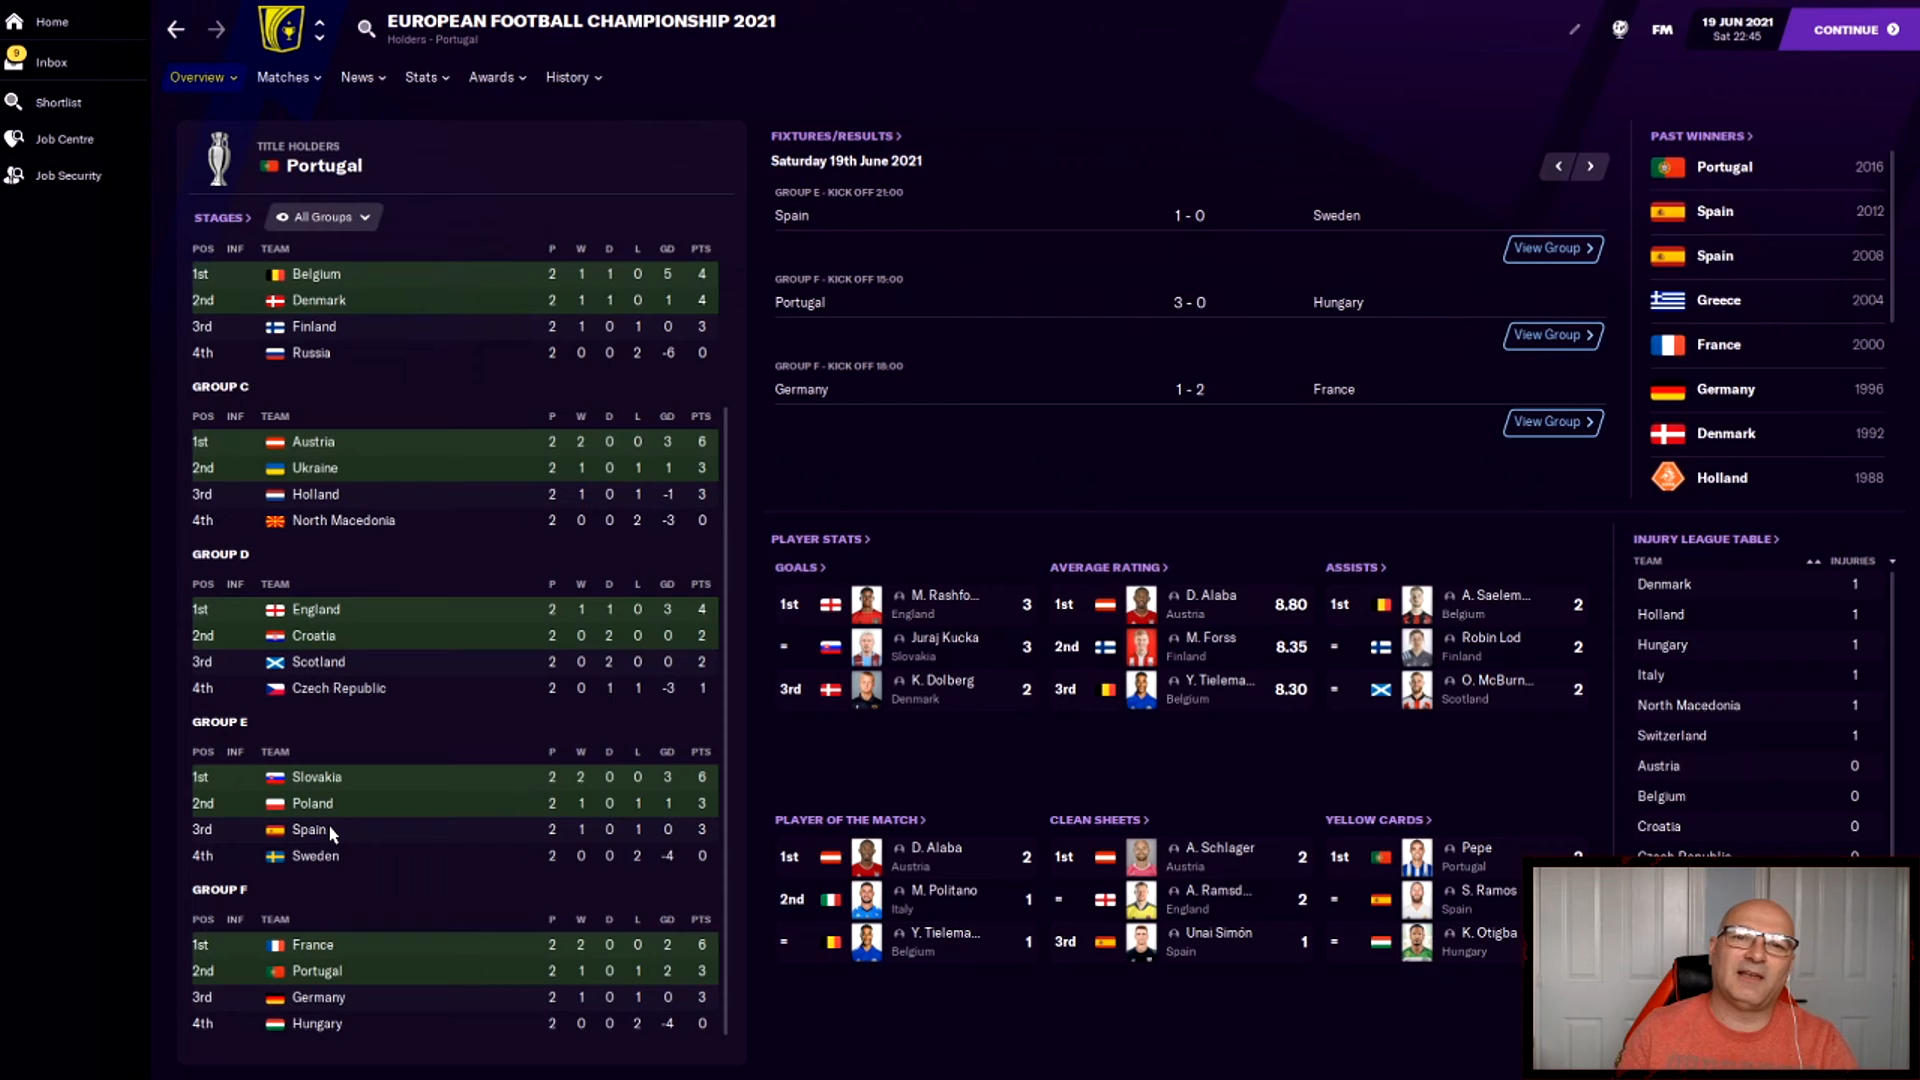 Home
9
Inbox
Shortlist
Job Centre
Job Security
EUROPEAN FOOTBALL CHAMPIONSHIP 2021
Holders - Portugal
FM
19 JUN 2021
Sat 22:45
CONTINUE
Overview
Matches
News
Stats
Awards
History
TITLE HOLDERS
Portugal
STAGES >
All Groups
POS INF TEAM P W D L GD PTS
1st Belgium 2 1 1 0 5 4
2nd Denmark 2 1 1 0 1 4
3rd Finland 2 1 0 1 0 3
4th Russia 2 0 0 2 -6 0
GROUP C
POS INF TEAM P W D L GD PTS
1st Austria 2 2 0 0 3 6
2nd Ukraine 2 1 0 1 1 3
3rd Holland 2 1 0 1 -1 3
4th North Macedonia 2 0 0 2 -3 0
GROUP D
POS INF TEAM P W D L GD PTS
1st England 2 1 1 0 3 4
2nd Croatia 2 0 2 0 0 2
3rd Scotland 2 0 2 0 0 2
4th Czech Republic 2 0 1 1 -3 1
GROUP E
POS INF TEAM P W D L GD PTS
1st Slovakia 2 2 0 0 3 6
2nd Poland 2 1 0 1 1 3
3rd Spain 2 1 0 1 0 3
4th Sweden 2 0 0 2 -4 0
GROUP F
POS INF TEAM P W D L GD PTS
1st France 2 2 0 0 2 6
2nd Portugal 2 1 0 1 2 3
3rd Germany 2 1 0 1 0 3
4th Hungary 2 0 0 2 -4 0
FIXTURES/RESULTS >
Saturday 19th June 2021
GROUP E - KICK OFF 21:00
Spain 1 - 0 Sweden
View Group >
GROUP F - KICK OFF 15:00
Portugal 3 - 0 Hungary
View Group >
GROUP F - KICK OFF 18:00
Germany 1 - 2 France
View Group >
PAST WINNERS >
Portugal 2016
Spain 2012
Spain 2008
Greece 2004
France 2000
Germany 1996
Denmark 1992
Holland 1988
PLAYER STATS >
GOALS >
1st M. Rashfo... 3
England
= Juraj Kucka 3
Slovakia
3rd K. Dolberg 2
Denmark
AVERAGE RATING >
1st D. Alaba 8.80
Austria
2nd M. Forss 8.35
Finland
3rd Y. Tielema... 8.30
Belgium
ASSISTS >
1st A. Saelem... 2
Belgium
= Robin Lod 2
Finland
= O. McBurn... 2
Scotland
PLAYER OF THE MATCH >
1st D. Alaba 2
Austria
2nd M. Politano 1
Italy
= Y. Tielema... 1
Belgium
CLEAN SHEETS >
1st A. Schlager 2
Austria
= A. Ramsd... 2
England
3rd Unai Simón 1
Spain
YELLOW CARDS >
1st Pepe
Portugal
= S. Ramos
Spain
= K. Otigba
Hungary
INJURY LEAGUE TABLE >
TEAM INJURIES
Denmark 1
Holland 1
Hungary 1
Italy 1
North Macedonia 1
Switzerland 1
Austria 0
Belgium 0
Croatia 0
Czech Republic 0